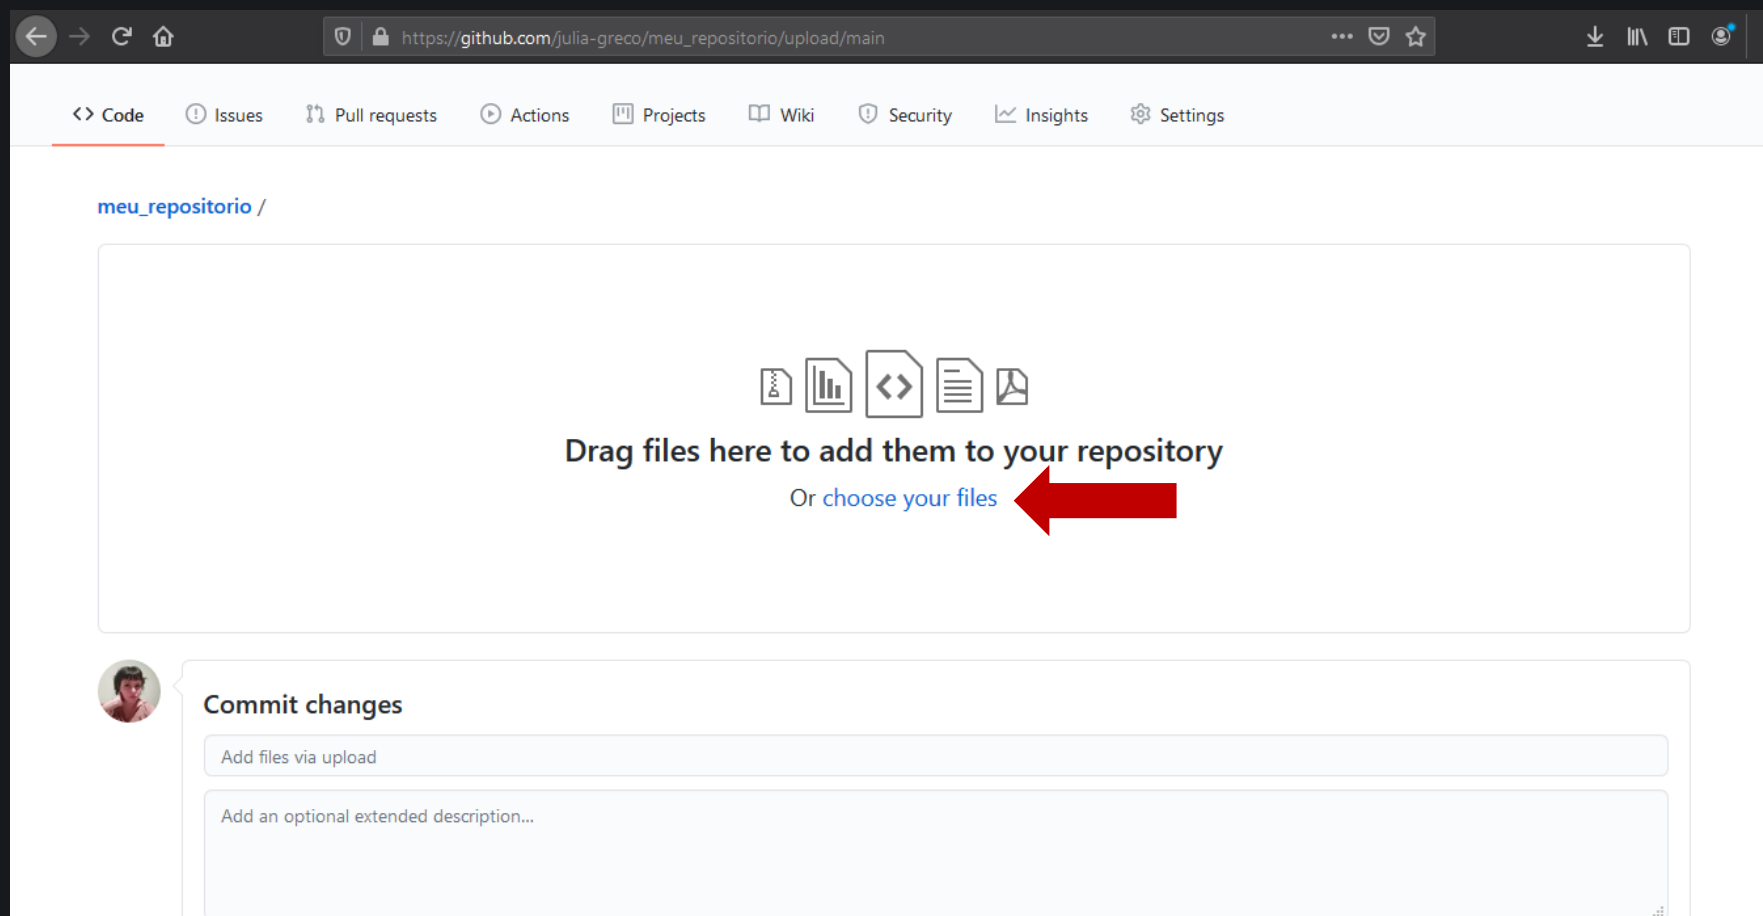 https://github.com/julia-greco/meu_repositorio/upload/main
Code Issues Pull requests Actions Projects Wiki Security Insights Settings
meu_repositorio /
Drag files here to add them to your repository
Or choose your files
Commit changes
Add files via upload
Add an optional extended description...